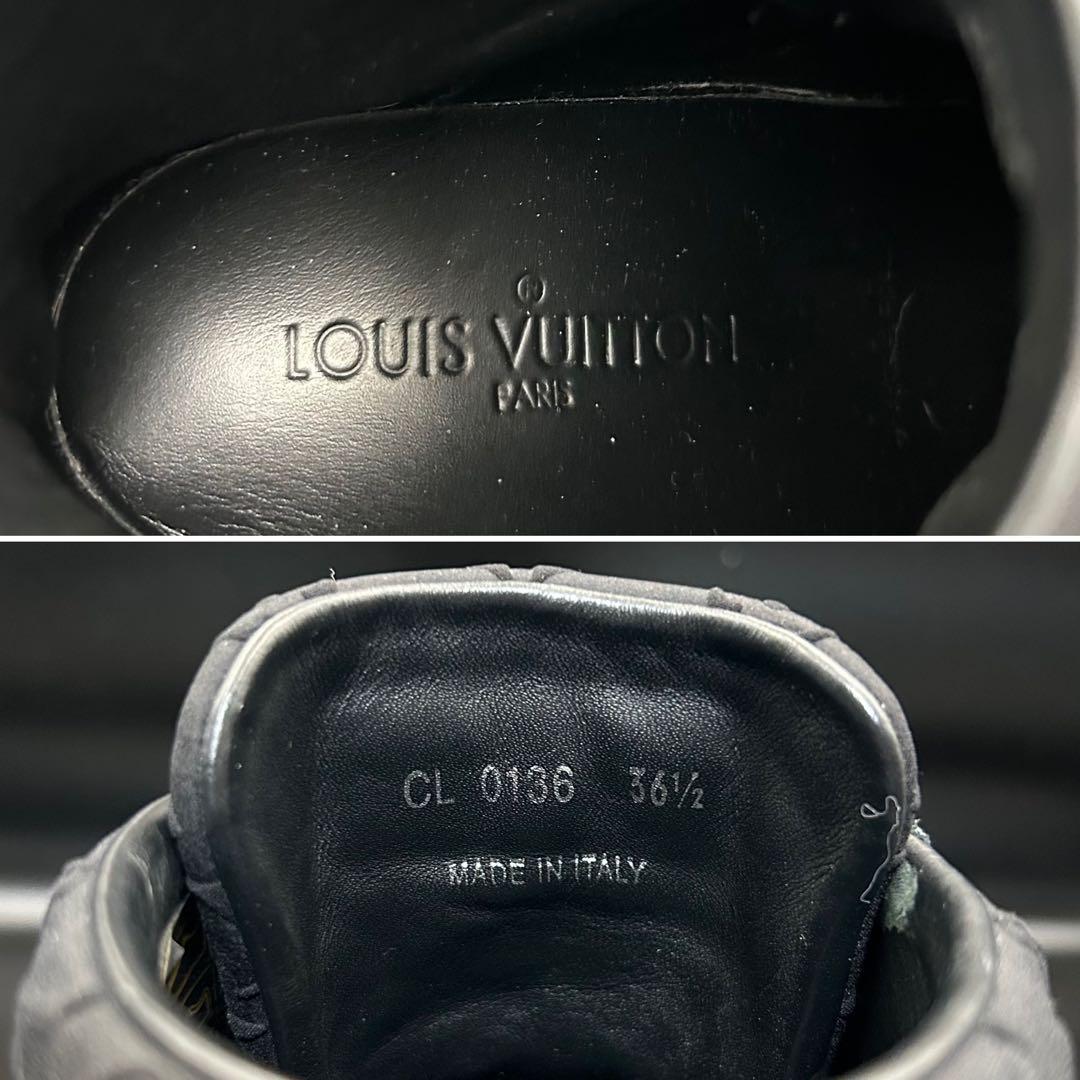 LOUIS VUITTON
PARIS
CL 0136 36½
MADE IN ITALY